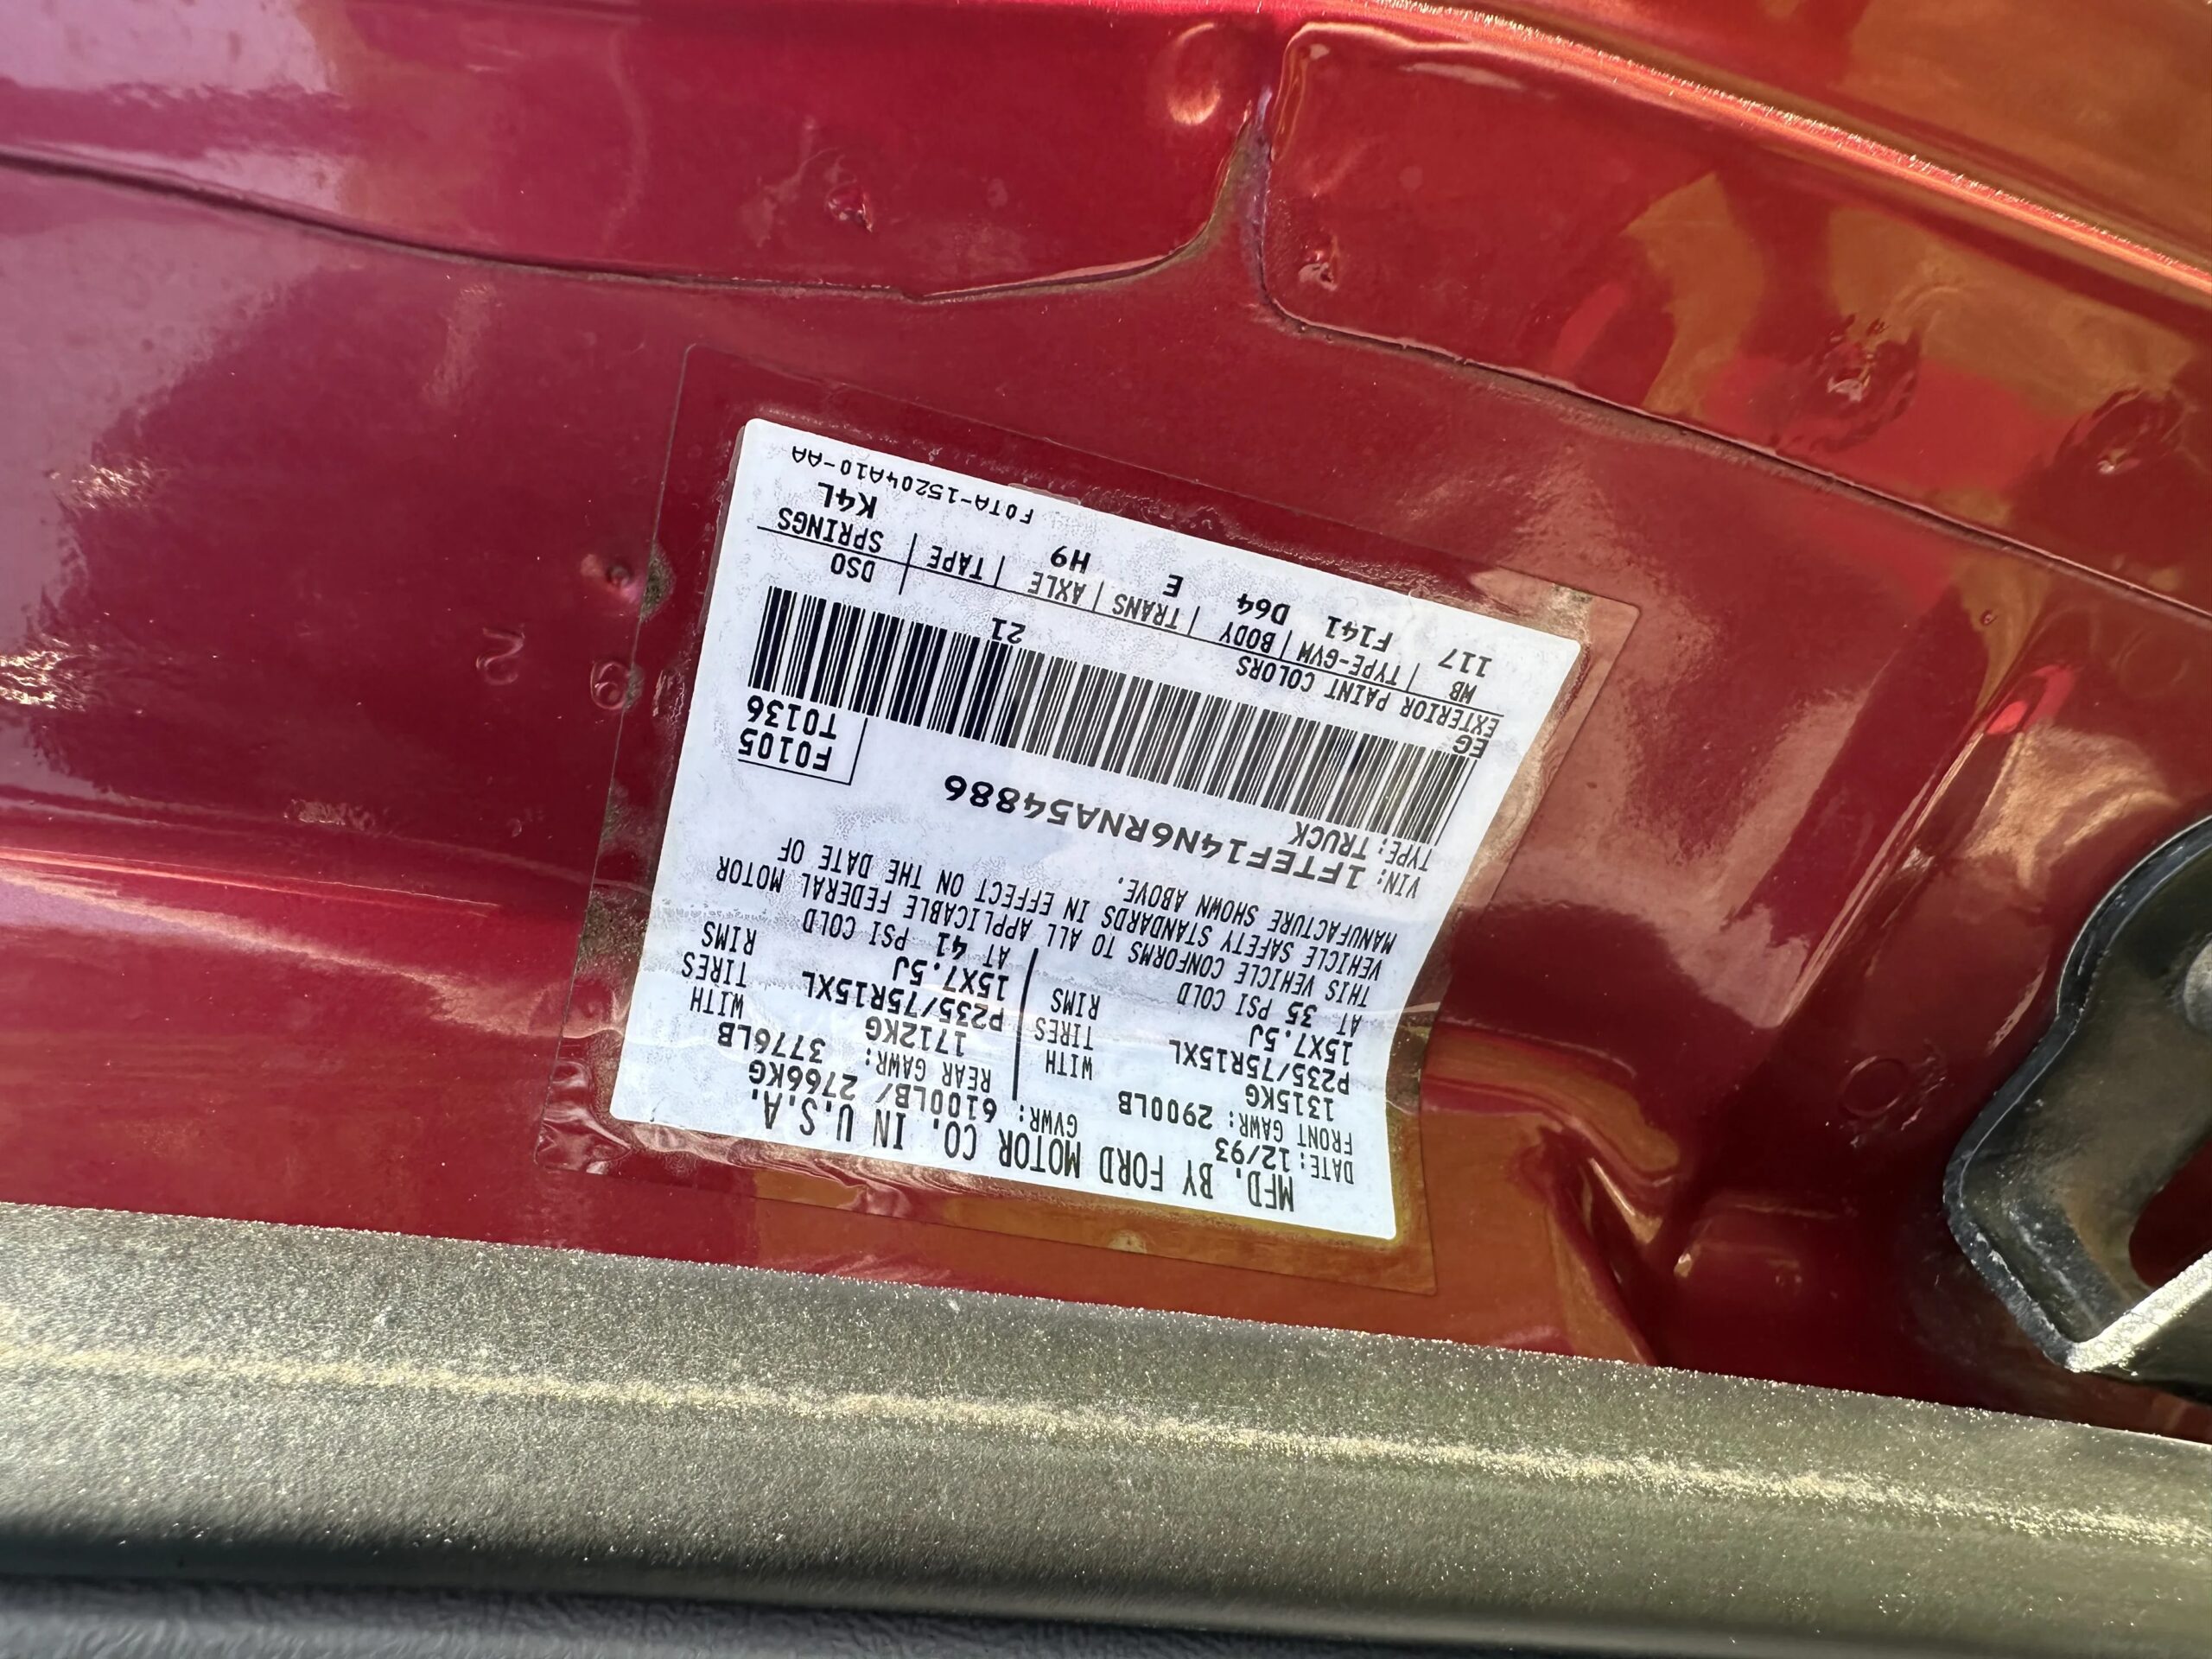 MFD. BY FORD MOTOR CO. IN U.S.A.
DATE: 12/93 GVWR: 6100LB/ 2766KG
FRONT GAWR: 2900LB REAR GAWR: 3776LB
1315KG WITH 1712KG WITH
P235/75R15XL TIRES P235/75R15XL TIRES
15X7.5J RIMS 15X7.5J RIMS
AT 35 PSI COLD AT 41 PSI COLD
THIS VEHICLE CONFORMS TO ALL APPLICABLE FEDERAL MOTOR
VEHICLE SAFETY STANDARDS IN EFFECT ON THE DATE OF
MANUFACTURE SHOWN ABOVE.
VIN: 1FTEF14N6RNA54886
TYPE: TRUCK
F0105
T0136
EG 21
EXTERIOR PAINT COLORS DSO
WB | TYPE-GVW | BODY | TRANS | AXLE | TAPE | SPRINGS
117 F141 D64 E H9 K4L
F0TA-15204A10-AA